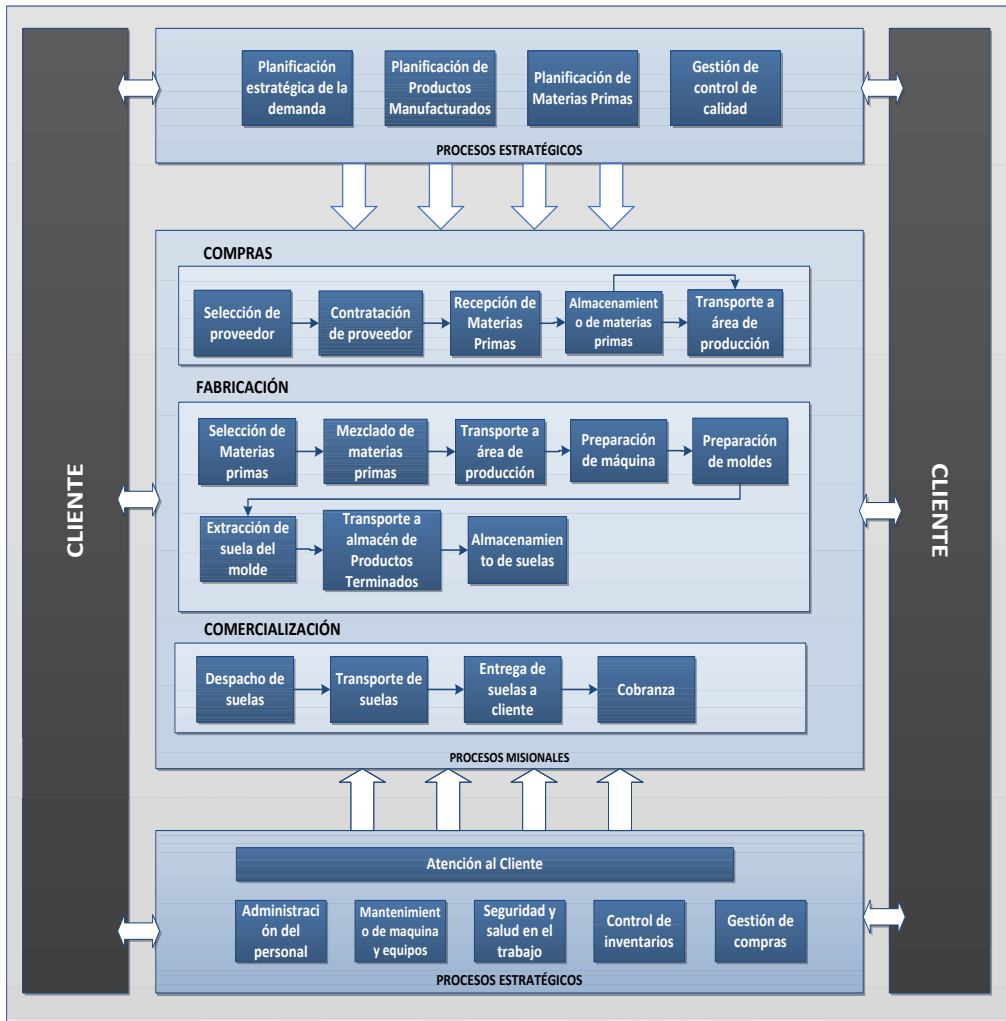 Planificación
estratégica de la
demanda
Planificación de
Productos
Manufacturados
Planificación de
Materias Primas
Gestión de
control de
calidad
PROCESOS ESTRATÉGICOS
CLIENTE
CLIENTE
COMPRAS
Selección de
proveedor
Contratación
de proveedor
Recepción de
Materias
Primas
Almacenamient
o de materias
primas
Transporte a
área de
producción
FABRICACIÓN
Selección de
Materias
primas
Mezclado de
materias
primas
Transporte a
área de
producción
Preparación
de máquina
Preparación
de moldes
Extracción de
suela del
molde
Transporte a
almacén de
Productos
Terminados
Almacenamien
to de suelas
COMERCIALIZACIÓN
Despacho de
suelas
Transporte de
suelas
Entrega de
suelas a
cliente
Cobranza
PROCESOS MISIONALES
Atención al Cliente
Administraci
ón del
personal
Mantenimient
o de maquina
y equipos
Seguridad y
salud en el
trabajo
Control de
inventarios
Gestión de
compras
PROCESOS ESTRATÉGICOS